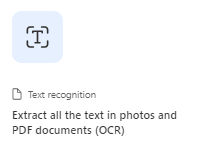 T
Text recognition
Extract all the text in photos and
PDF documents (OCR)